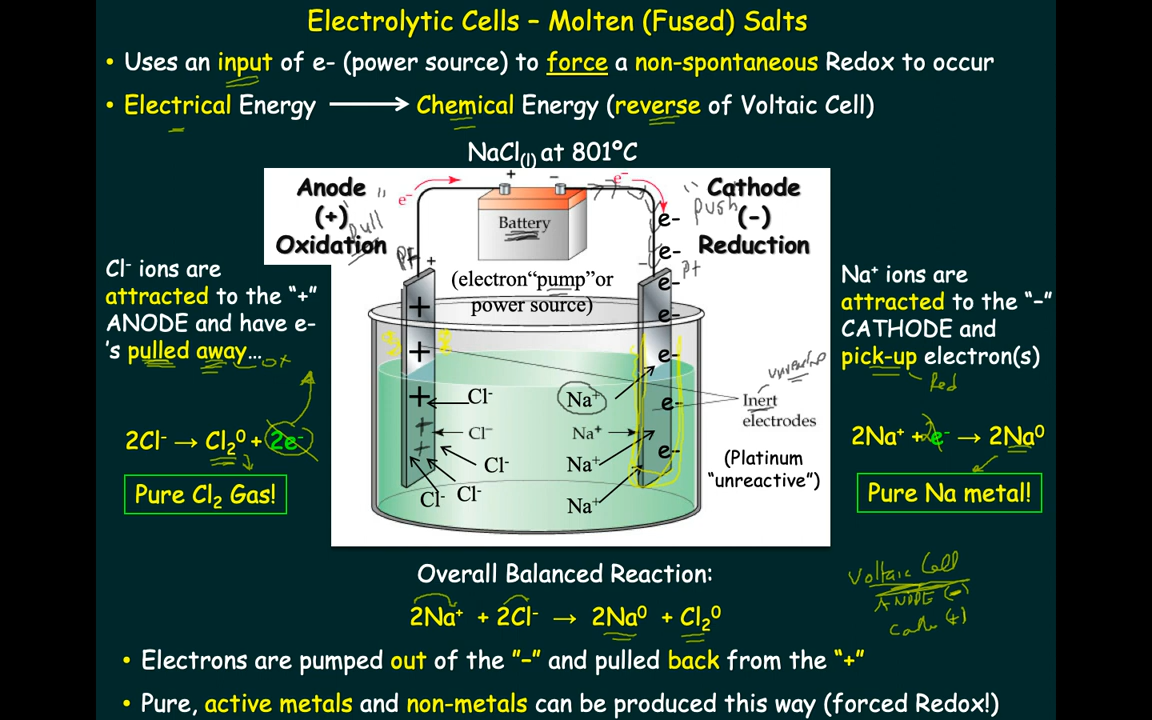 Electrolytic Cells – Molten (Fused) Salts
• Uses an input of e- (power source) to force a non-spontaneous Redox to occur
• Electrical Energy ⟶ Chemical Energy (reverse of Voltaic Cell)
NaCl(l) at 801°C
Anode
(+)
Oxidation
"pull"
Pt
+
e⁻
+
–
Battery
(electron“pump”or
power source)
e⁻
Cathode
(–)
Reduction
"push"
Pt
–
e-
e-
e-
e-
e-
e-
e-
Cl⁻ ions are
attracted to the “+”
ANODE and have e-
’s pulled away…
ox
2Cl⁻ → Cl₂⁰ + 2e⁻
Pure Cl₂ Gas!
+
+
+
+
+
Cl-
Cl⁻
Cl-
Cl-
Cl-
Na⁺
Na⁺
Na⁺
Na⁺
Inert
electrodes
(Platinum
“unreactive”)
Na⁺ ions are
attracted to the “–”
CATHODE and
pick-up electron(s)
Red
2Na⁺ + 2e⁻ → 2Na⁰
Pure Na metal!
Voltaic Cell
ANODE (-)
Cath (+)
Overall Balanced Reaction:
2Na⁺ + 2Cl⁻ → 2Na⁰ + Cl₂⁰
• Electrons are pumped out of the ”–” and pulled back from the “+”
• Pure, active metals and non-metals can be produced this way (forced Redox!)